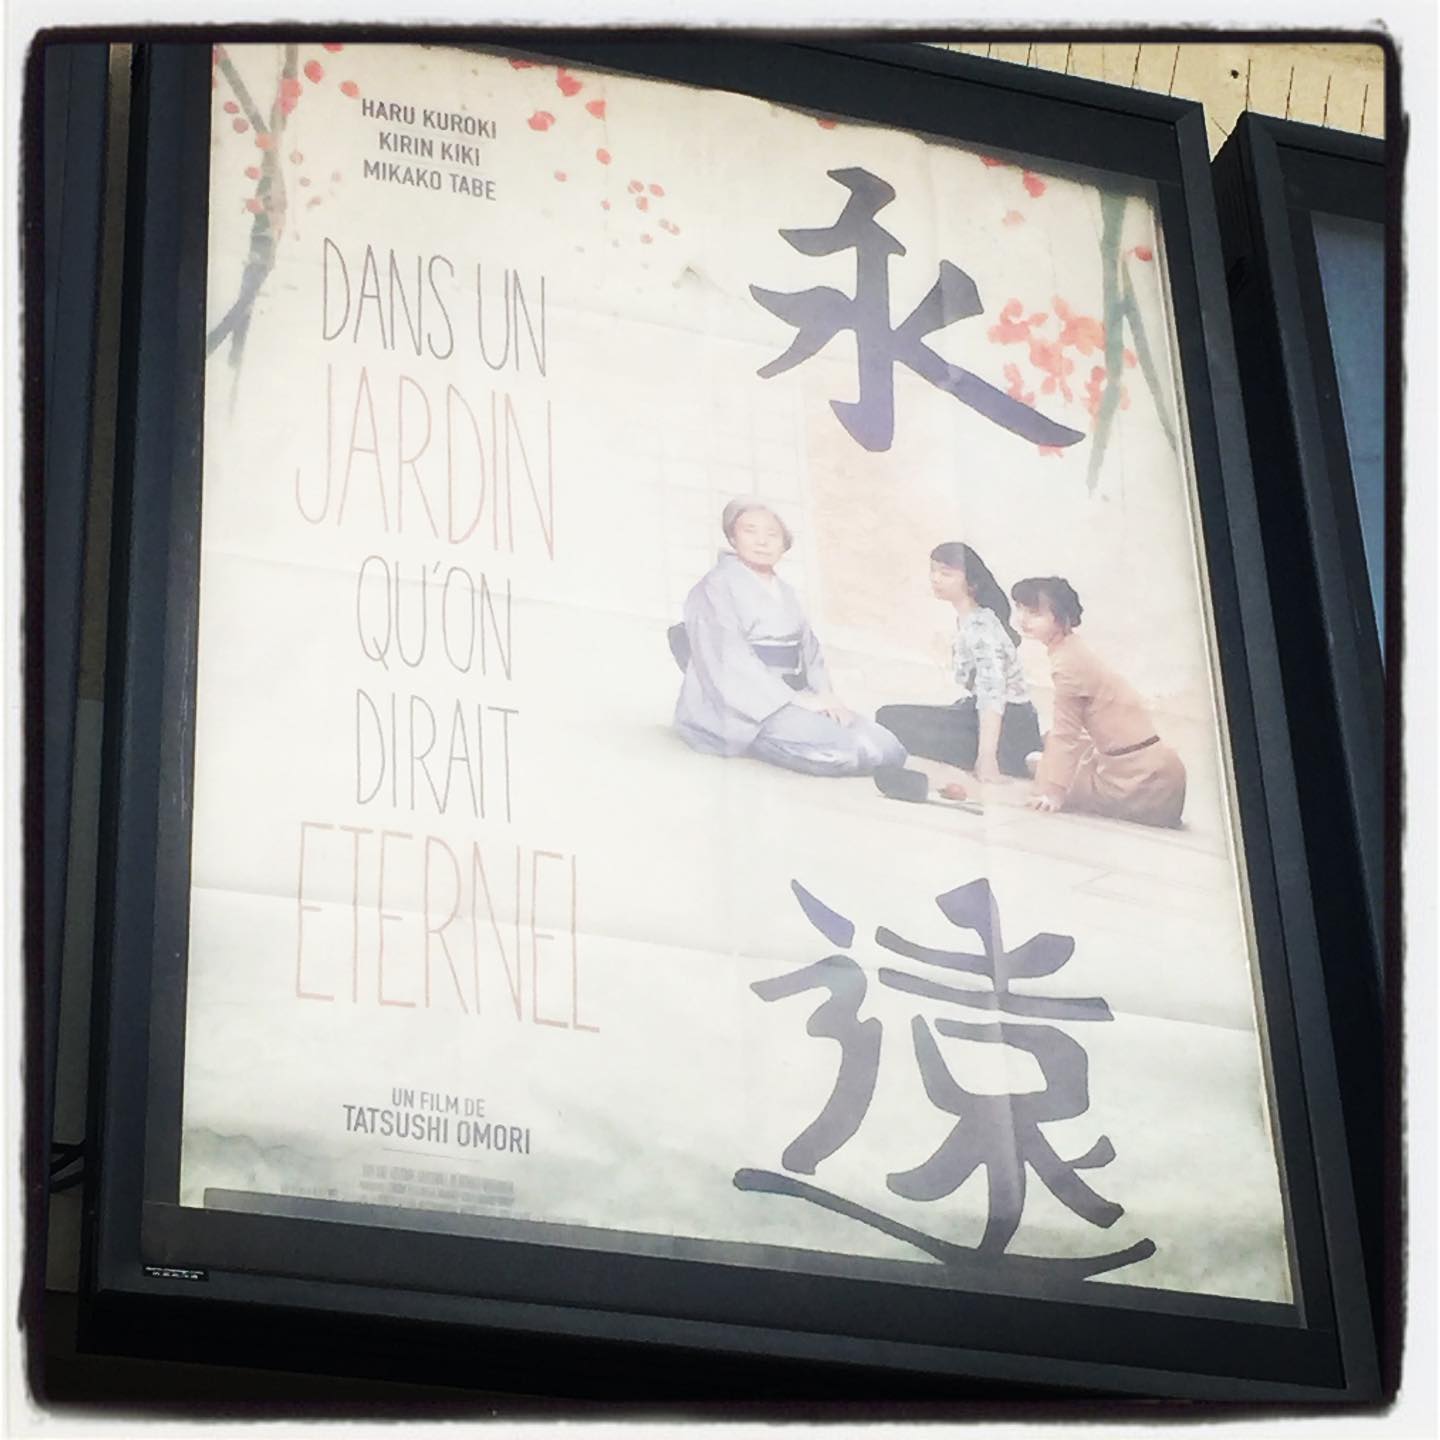 HARU KUROKI
KIRIN KIKI
MIKAKO TABE
DANS UN
JARDIN
QU'ON
DIRAIT
ETERNEL
UN FILM DE
TATSUSHI OMORI
永
遠